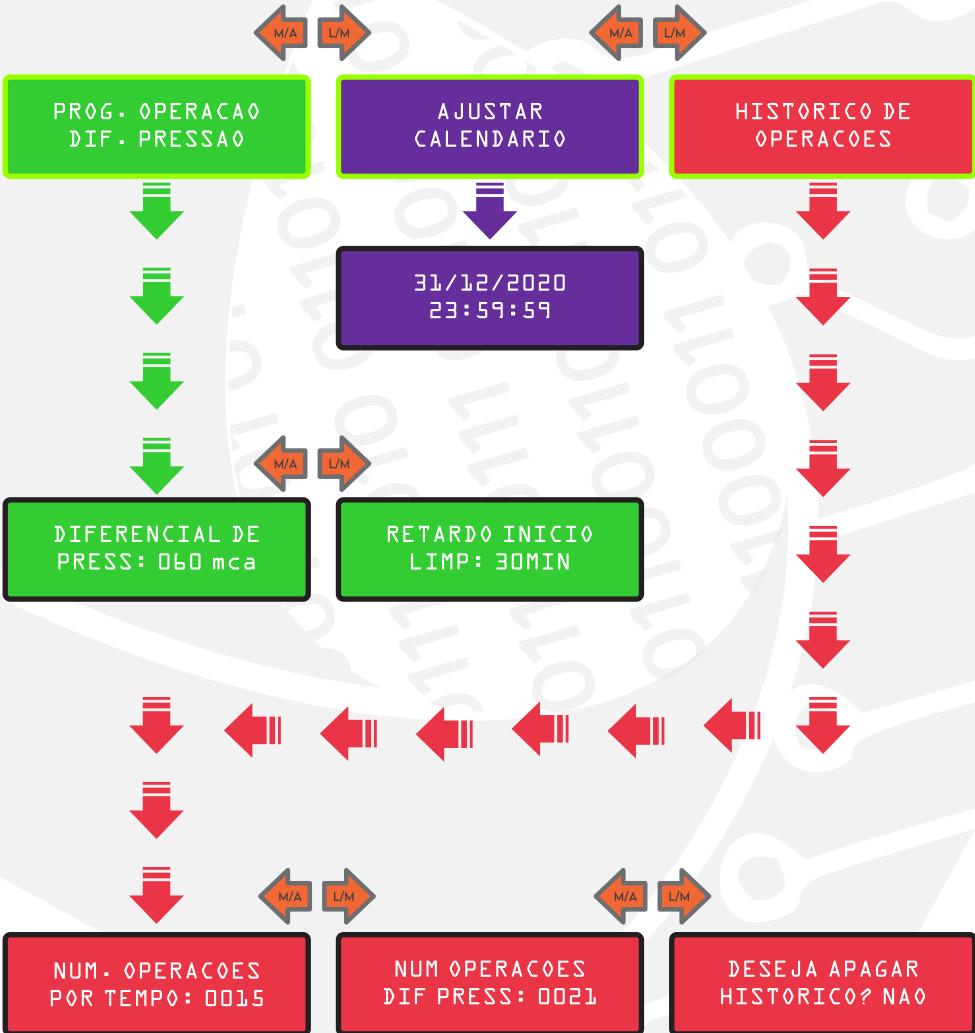 M/A L/M M/A L/M
PROG. OPERACAO
DIF. PRESSAO
AJUSTAR
CALENDARIO
HISTORICO DE
OPERACOES
31/12/2020
23:59:59
M/A L/M
DIFERENCIAL DE
PRESS: 060 mca
RETARDO INICIO
LIMP: 30MIN
M/A L/M M/A L/M
NUM. OPERACOES
POR TEMPO: 0015
NUM OPERACOES
DIF PRESS: 0021
DESEJA APAGAR
HISTORICO? NAO